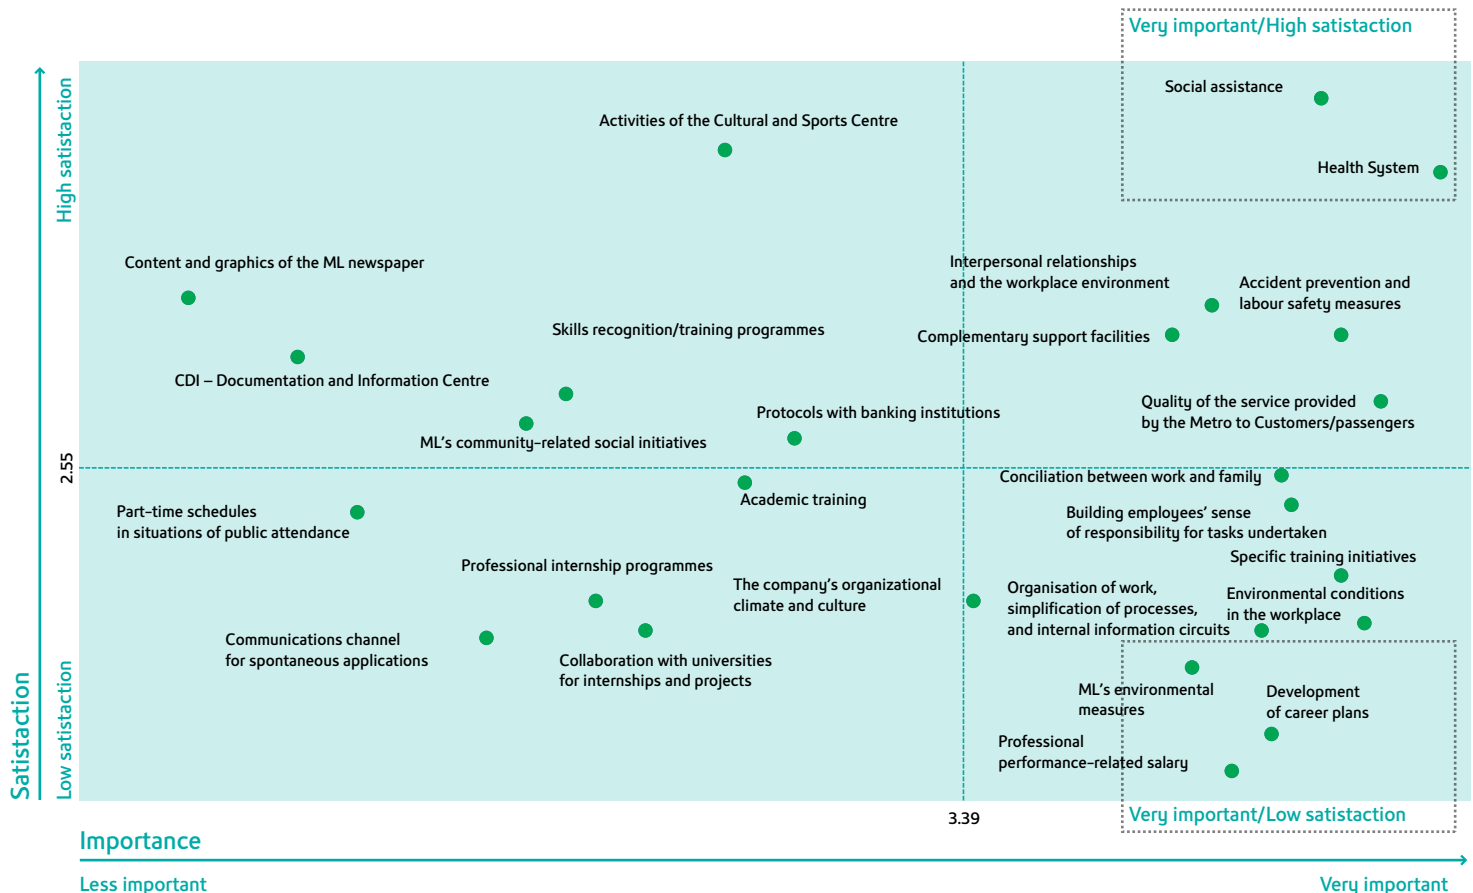 Very important/High satistaction
Social assistance
Activities of the Cultural and Sports Centre
Health System
High satistaction
Content and graphics of the ML newspaper
Interpersonal relationships
and the workplace environment
Accident prevention and
labour safety measures
Skills recognition/training programmes
Complementary support facilities
CDI – Documentation and Information Centre
Quality of the service provided
by the Metro to Customers/passengers
Protocols with banking institutions
ML's community-related social initiatives
2.55
Conciliation between work and family
Academic training
Part-time schedules
in situations of public attendance
Building employees' sense
of responsibility for tasks undertaken
Specific training initiatives
Professional internship programmes
The company's organizational
climate and culture
Organisation of work,
simplification of processes,
and internal information circuits
Environmental conditions
in the workplace
Communications channel
for spontaneous applications
Collaboration with universities
for internships and projects
Satistaction
Low satistaction
ML's environmental
measures
Development
of career plans
Professional
performance-related salary
Very important/Low satistaction
3.39
Importance
Less important
Very important